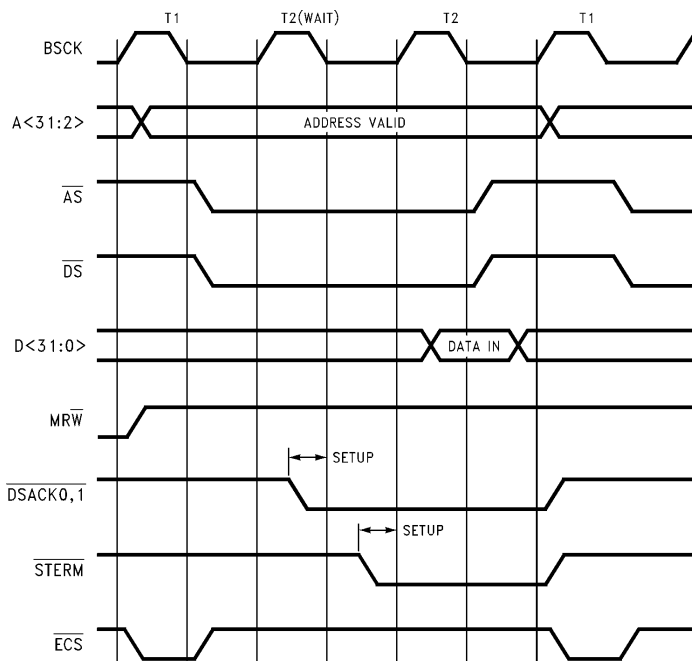 T1 T2(WAIT) T2 T1
BSCK
A<31:2> ADDRESS VALID
AS
DS
D<31:0> DATA IN
MRW
SETUP
DSACK0,1
SETUP
STERM
ECS